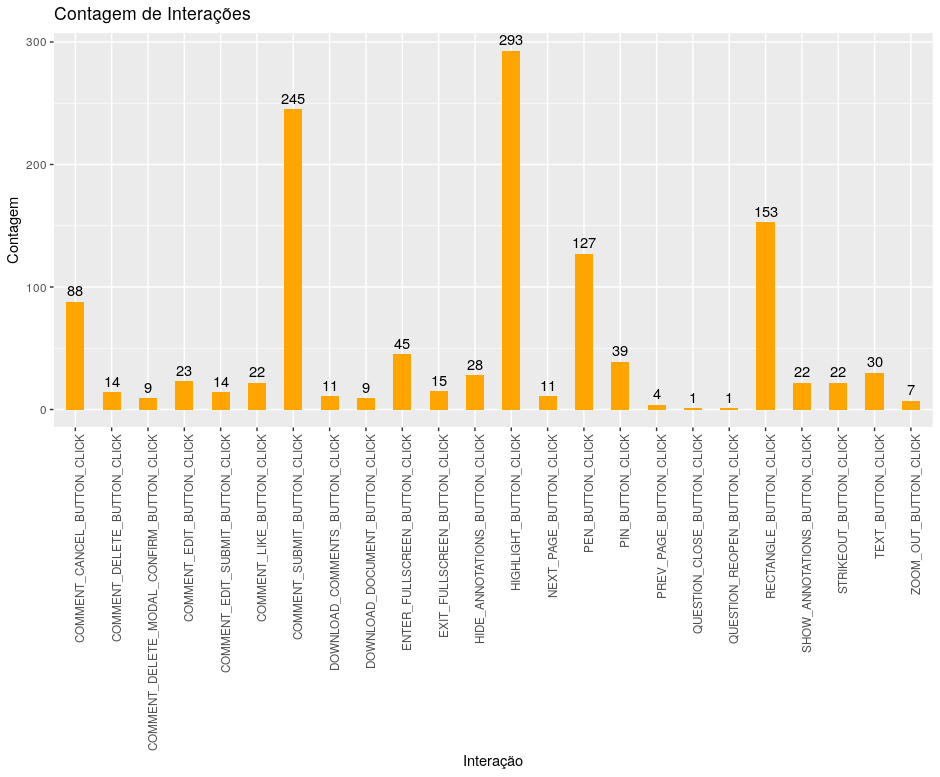 Contagem de Interações
Contagem
300
200
100
0
88
14
9
23
14
22
245
11
9
45
15
28
293
11
127
39
4
1
1
153
22
22
30
7
COMMENT_CANCEL_BUTTON_CLICK
COMMENT_DELETE_BUTTON_CLICK
COMMENT_DELETE_MODAL_CONFIRM_BUTTON_CLICK
COMMENT_EDIT_BUTTON_CLICK
COMMENT_EDIT_SUBMIT_BUTTON_CLICK
COMMENT_LIKE_BUTTON_CLICK
COMMENT_SUBMIT_BUTTON_CLICK
DOWNLOAD_COMMENTS_BUTTON_CLICK
DOWNLOAD_DOCUMENT_BUTTON_CLICK
ENTER_FULLSCREEN_BUTTON_CLICK
EXIT_FULLSCREEN_BUTTON_CLICK
HIDE_ANNOTATIONS_BUTTON_CLICK
HIGHLIGHT_BUTTON_CLICK
NEXT_PAGE_BUTTON_CLICK
PEN_BUTTON_CLICK
PIN_BUTTON_CLICK
PREV_PAGE_BUTTON_CLICK
QUESTION_CLOSE_BUTTON_CLICK
QUESTION_REOPEN_BUTTON_CLICK
RECTANGLE_BUTTON_CLICK
SHOW_ANNOTATIONS_BUTTON_CLICK
STRIKEOUT_BUTTON_CLICK
TEXT_BUTTON_CLICK
ZOOM_OUT_BUTTON_CLICK
Interação